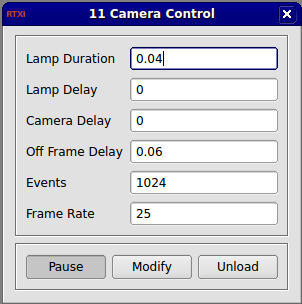 RTXI 11 Camera Control
Lamp Duration 0.04
Lamp Delay 0
Camera Delay 0
Off Frame Delay 0.06
Events 1024
Frame Rate 25
Pause Modify Unload